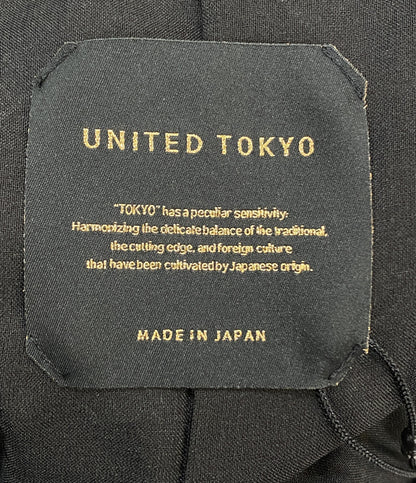 UNITED TOKYO
"TOKYO" has a peculiar sensitivity:
Harmonizing the delicate balance of the traditional,
the cutting edge, and foreign culture
that have been cultivated by Japanese origin.
MADE IN JAPAN